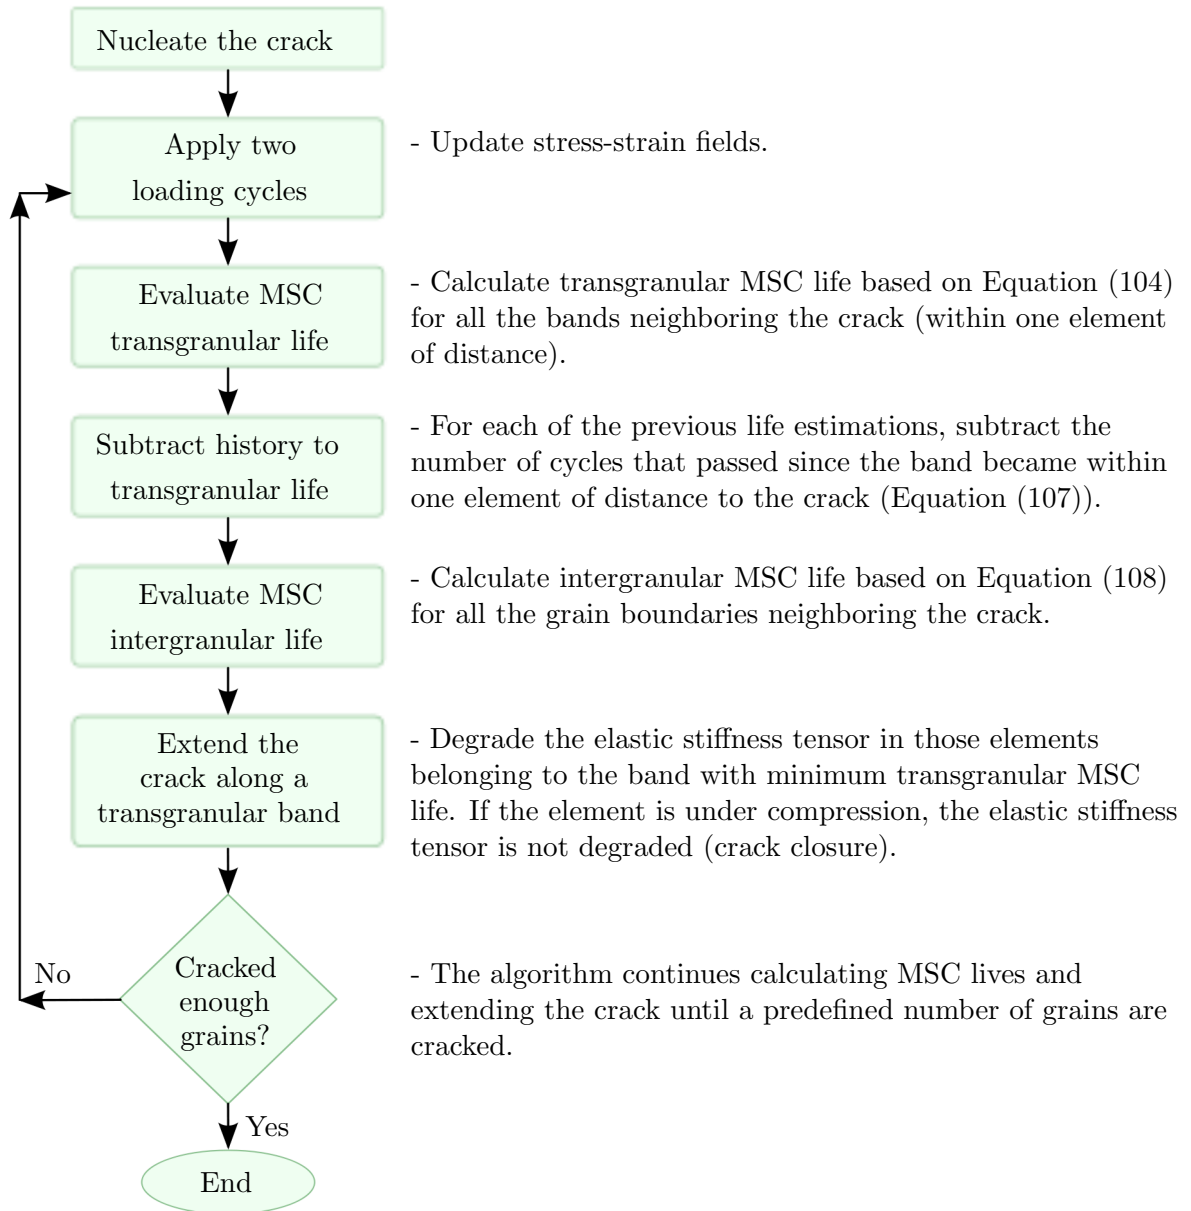 Nucleate the crack
Apply two
loading cycles
- Update stress-strain fields.
Evaluate MSC
transgranular life
- Calculate transgranular MSC life based on Equation (104)
for all the bands neighboring the crack (within one element
of distance).
Subtract history to
transgranular life
- For each of the previous life estimations, subtract the
number of cycles that passed since the band became within
one element of distance to the crack (Equation (107)).
Evaluate MSC
intergranular life
- Calculate intergranular MSC life based on Equation (108)
for all the grain boundaries neighboring the crack.
Extend the
crack along a
transgranular band
- Degrade the elastic stiffness tensor in those elements
belonging to the band with minimum transgranular MSC
life. If the element is under compression, the elastic stiffness
tensor is not degraded (crack closure).
No
Cracked
enough
grains?
- The algorithm continues calculating MSC lives and
extending the crack until a predefined number of grains are
cracked.
Yes
End